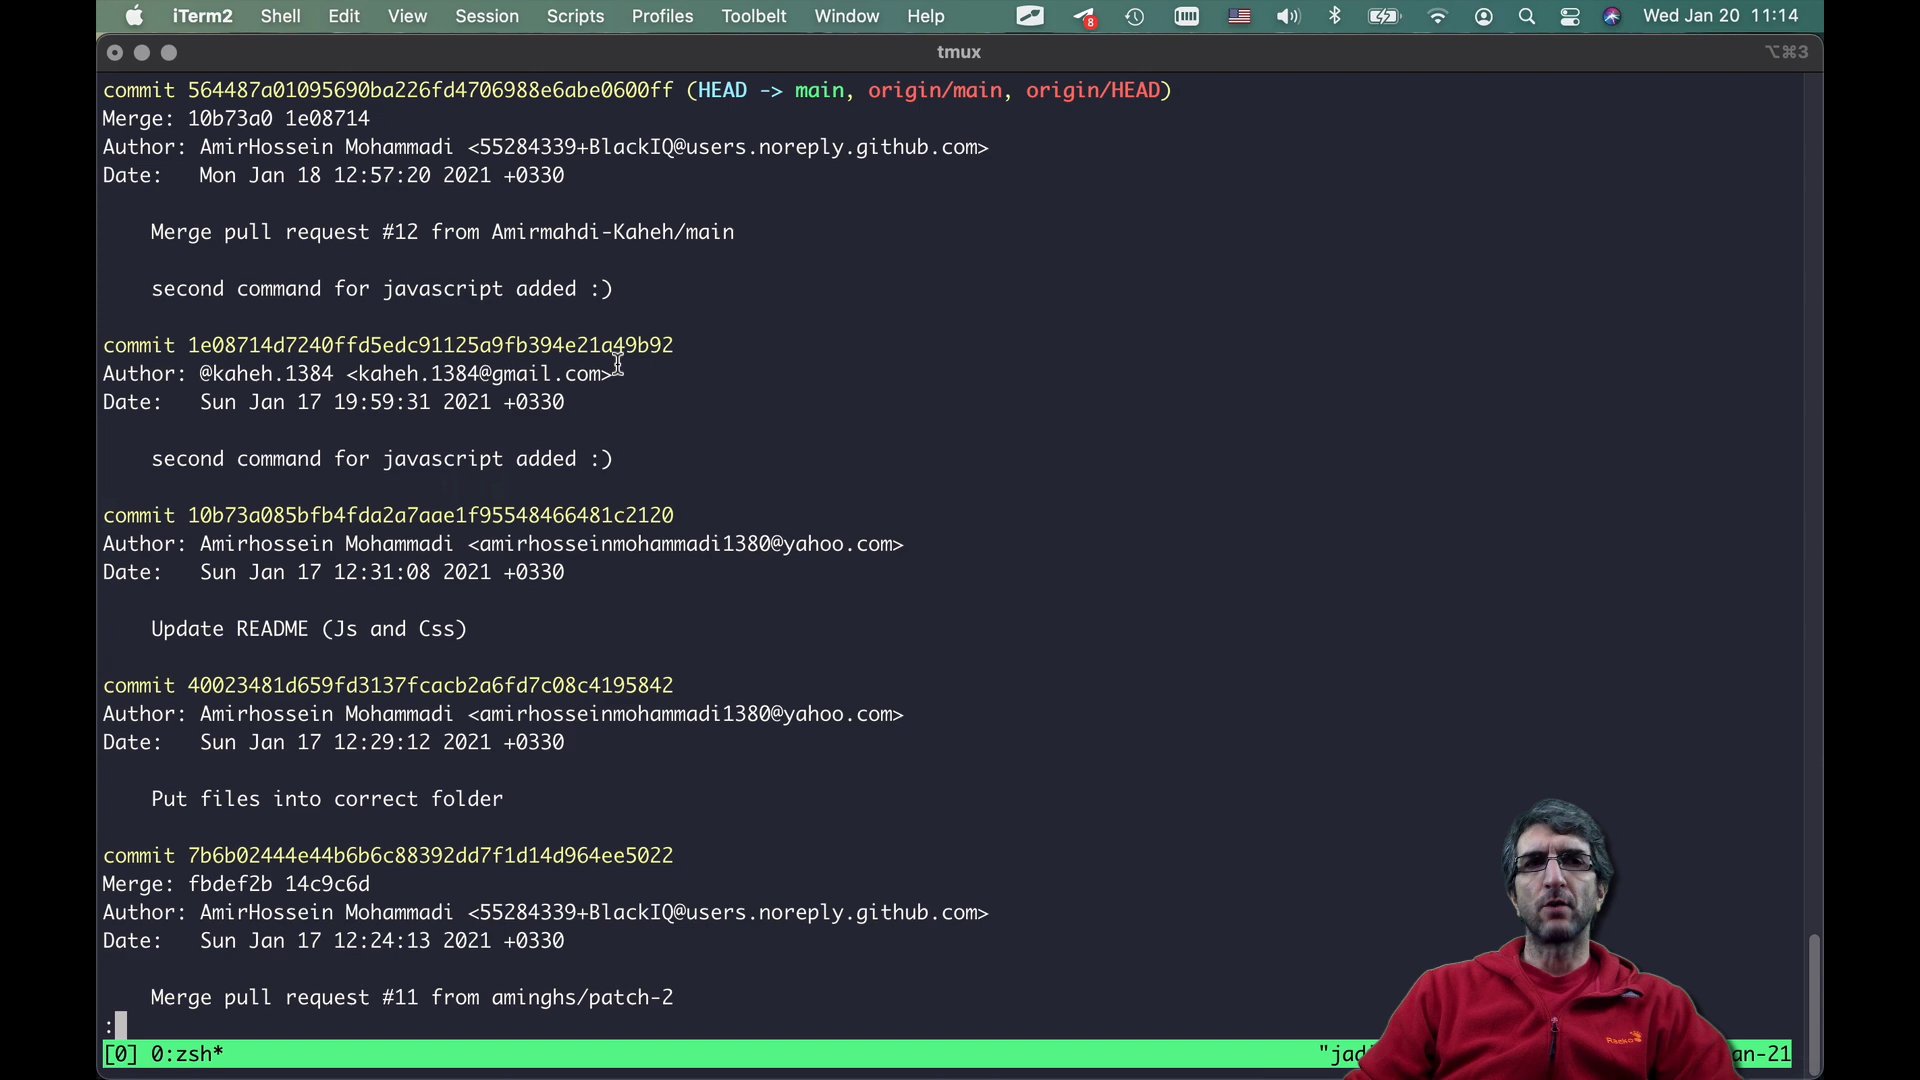 iTerm2 Shell Edit View Session Scripts Profiles Toolbelt Window Help 8 Wed Jan 20 11:14
tmux ⌥⌘3
commit 564487a01095690ba226fd4706988e6abe0600ff (HEAD -> main, origin/main, origin/HEAD)
Merge: 10b73a0 1e08714
Author: AmirHossein Mohammadi <55284339+BlackIQ@users.noreply.github.com>
Date:   Mon Jan 18 12:57:20 2021 +0330
Merge pull request #12 from Amirmahdi-Kaheh/main
second command for javascript added :)
commit 1e08714d7240ffd5edc91125a9fb394e21a49b92
Author: @kaheh.1384 <kaheh.1384@gmail.com>
Date:   Sun Jan 17 19:59:31 2021 +0330
second command for javascript added :)
commit 10b73a085bfb4fda2a7aae1f95548466481c2120
Author: Amirhossein Mohammadi <amirhosseinmohammadi1380@yahoo.com>
Date:   Sun Jan 17 12:31:08 2021 +0330
Update README (Js and Css)
commit 40023481d659fd3137fcacb2a6fd7c08c4195842
Author: Amirhossein Mohammadi <amirhosseinmohammadi1380@yahoo.com>
Date:   Sun Jan 17 12:29:12 2021 +0330
Put files into correct folder
commit 7b6b02444e44b6b6c88392dd7f1d14d964ee5022
Merge: fbdef2b 14c9c6d
Author: AmirHossein Mohammadi <55284339+BlackIQ@users.noreply.github.com>
Date:   Sun Jan 17 12:24:13 2021 +0330
Merge pull request #11 from aminghs/patch-2
:
[0] 0:zsh* "jadi an-21